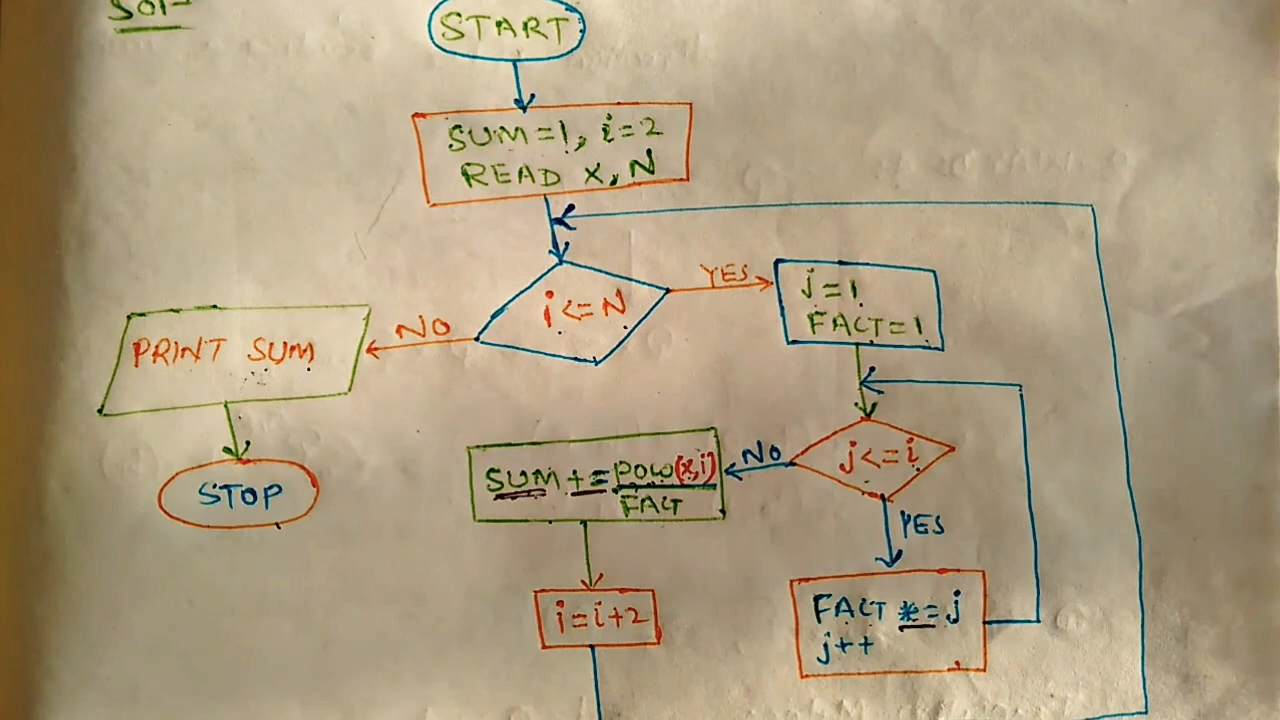 Sol-
START
SUM=1, i=2
READ X, N
i<=N
YES
j=1
FACT=1
NO
PRINT SUM
STOP
j<=i
NO
SUM += pow(x,i)
FACT
YES
i=i+2
FACT *=j
j++